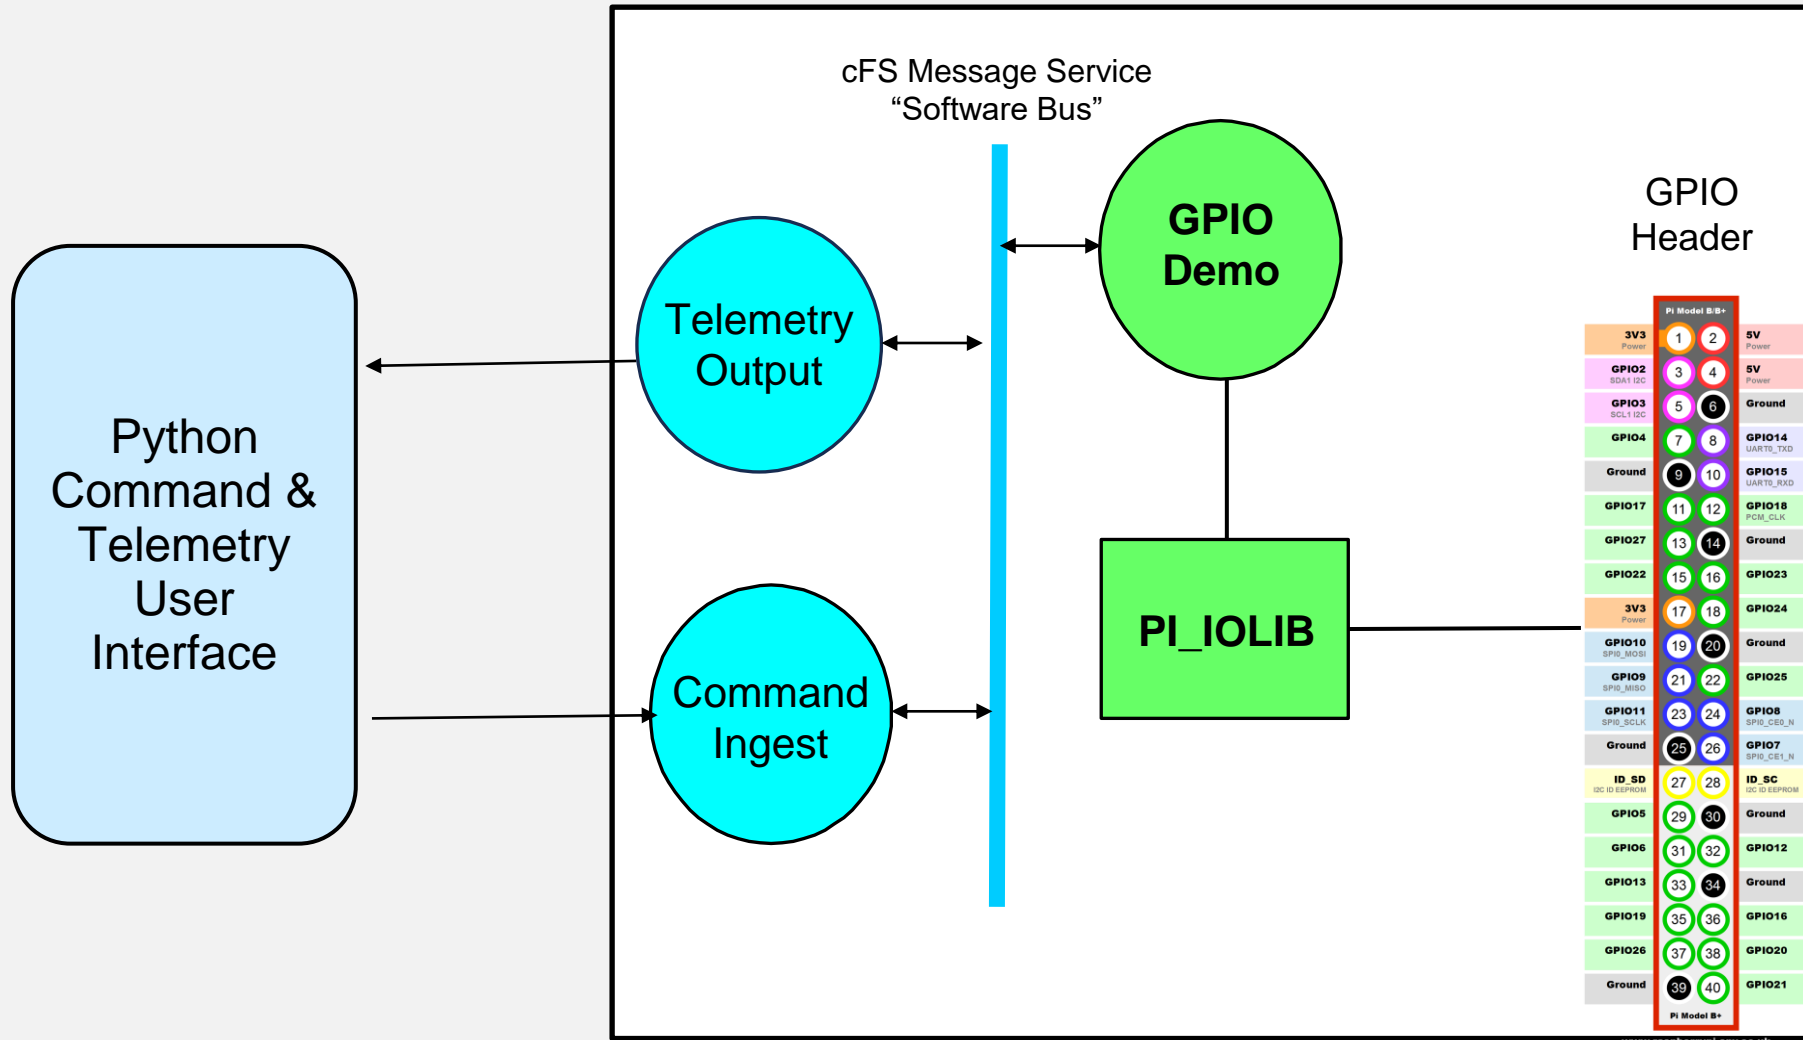 cFS Message Service
“Software Bus”
Python
Command &
Telemetry
User
Interface
Telemetry
Output
Command
Ingest
GPIO
Demo
PI_IOLIB
GPIO
Header
Pi Model B/B+
3V3
Power
1
2
5V
Power
GPIO2
SDA1 I2C
3
4
5V
Power
GPIO3
SCL1 I2C
5
6
Ground
GPIO4
7
8
GPIO14
UART0_TXD
Ground
9
10
GPIO15
UART0_RXD
GPIO17
11
12
GPIO18
PCM_CLK
GPIO27
13
14
Ground
GPIO22
15
16
GPIO23
3V3
Power
17
18
GPIO24
GPIO10
SPI0_MOSI
19
20
Ground
GPIO9
SPI0_MISO
21
22
GPIO25
GPIO11
SPI0_SCLK
23
24
GPIO8
SPI0_CE0_N
Ground
25
26
GPIO7
SPI0_CE1_N
ID_SD
I2C ID EEPROM
27
28
ID_SC
I2C ID EEPROM
GPIO5
29
30
Ground
GPIO6
31
32
GPIO12
GPIO13
33
34
Ground
GPIO19
35
36
GPIO16
GPIO26
37
38
GPIO20
Ground
39
40
GPIO21
Pi Model B+